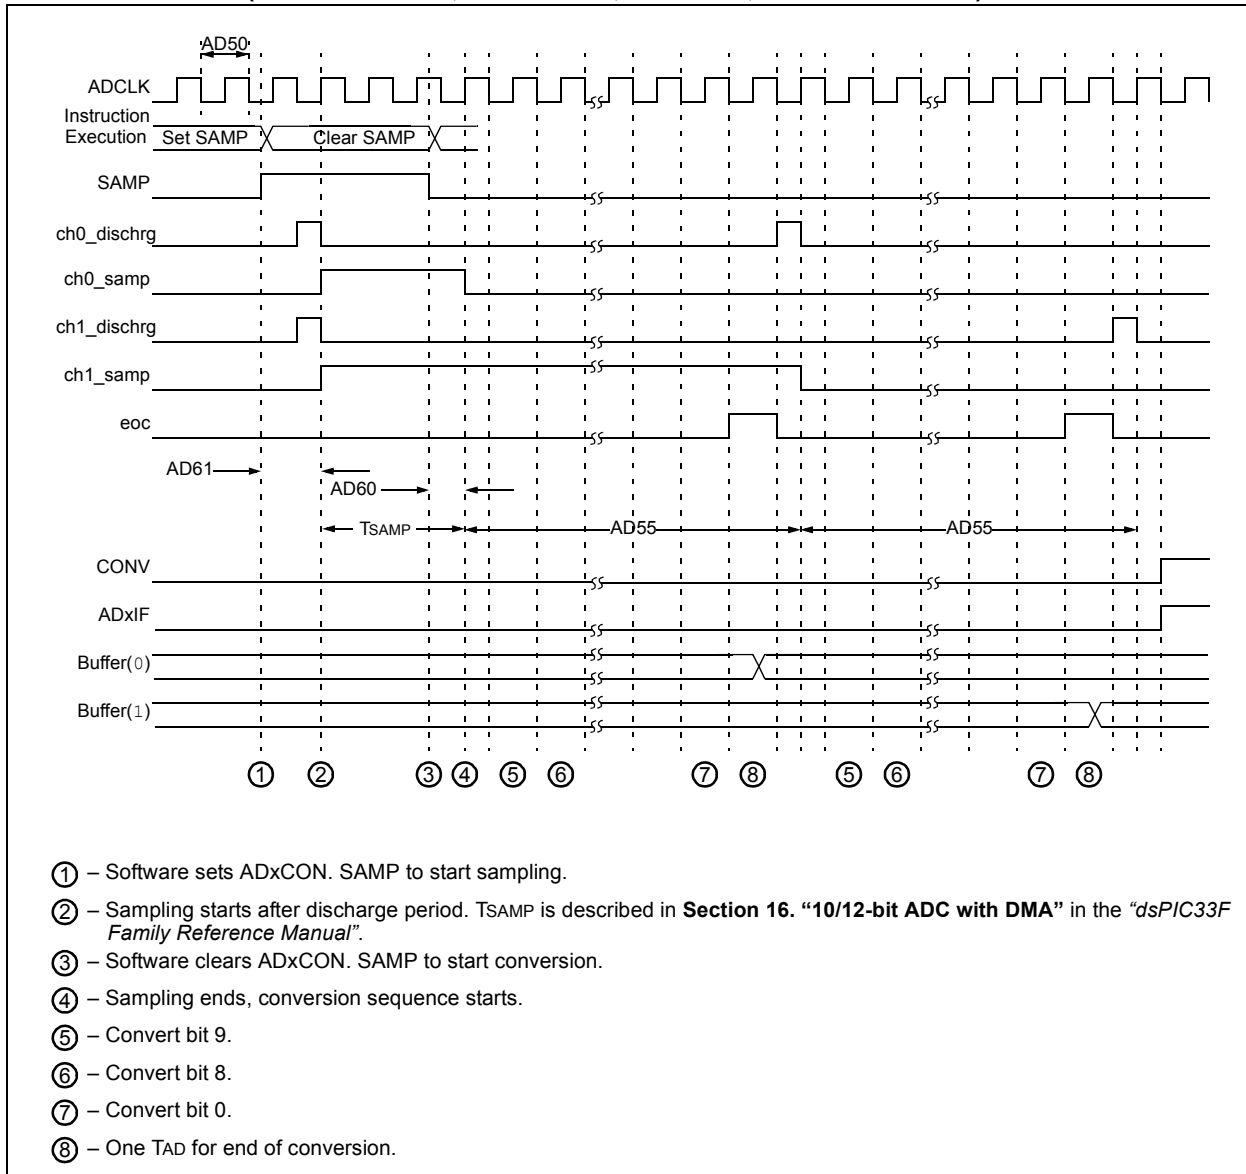 AD50
ADCLK
Instruction
Execution Set SAMP Clear SAMP
SAMP
ch0_dischrg
ch0_samp
ch1_dischrg
ch1_samp
eoc
AD61
AD60
TSAMP AD55 AD55
CONV
ADxIF
Buffer(0)
Buffer(1)
1 2 3 4 5 6 7 8 5 6 7 8
1 – Software sets ADxCON. SAMP to start sampling.
2 – Sampling starts after discharge period. TSAMP is described in Section 16. “10/12-bit ADC with DMA” in the “dsPIC33F
Family Reference Manual”.
3 – Software clears ADxCON. SAMP to start conversion.
4 – Sampling ends, conversion sequence starts.
5 – Convert bit 9.
6 – Convert bit 8.
7 – Convert bit 0.
8 – One TAD for end of conversion.